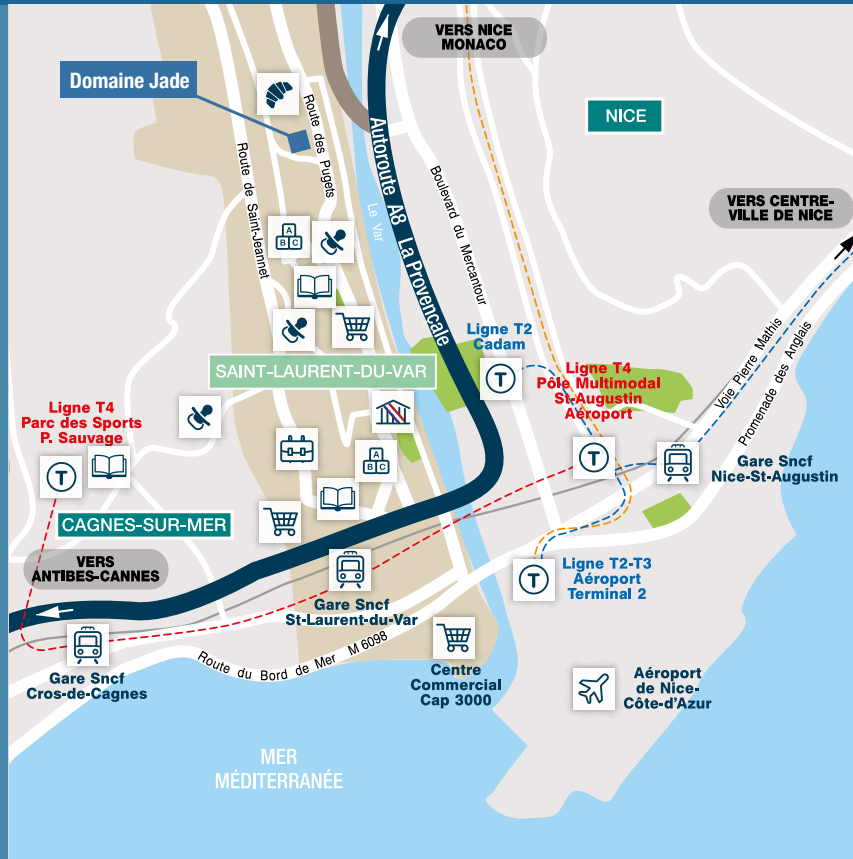 VERS NICE
MONACO
Domaine Jade
NICE
Route des Pugets
Autoroute A8 La Provençale
Route de Saint-Jeannet
Boulevard du Mercantour
Le Var
VERS CENTRE-
VILLE DE NICE
A
B C
Ligne T2
Cadam
T
Voie Pierre Mathis
Promenade des Anglais
SAINT-LAURENT-DU-VAR
Ligne T4
Pôle Multimodal
St-Augustin
Aéroport
T
Ligne T4
Parc des Sports
P. Sauvage
T
A
B C
Gare Sncf
Nice-St-Augustin
CAGNES-SUR-MER
VERS
ANTIBES-CANNES
Ligne T2-T3
Aéroport
Terminal 2
T
Gare Sncf
St-Laurent-du-Var
Route du Bord de Mer M 6098
Gare Sncf
Cros-de-Cagnes
Centre
Commercial
Cap 3000
Aéroport
de Nice-
Côte-d'Azur
MER
MÉDITERRANÉE